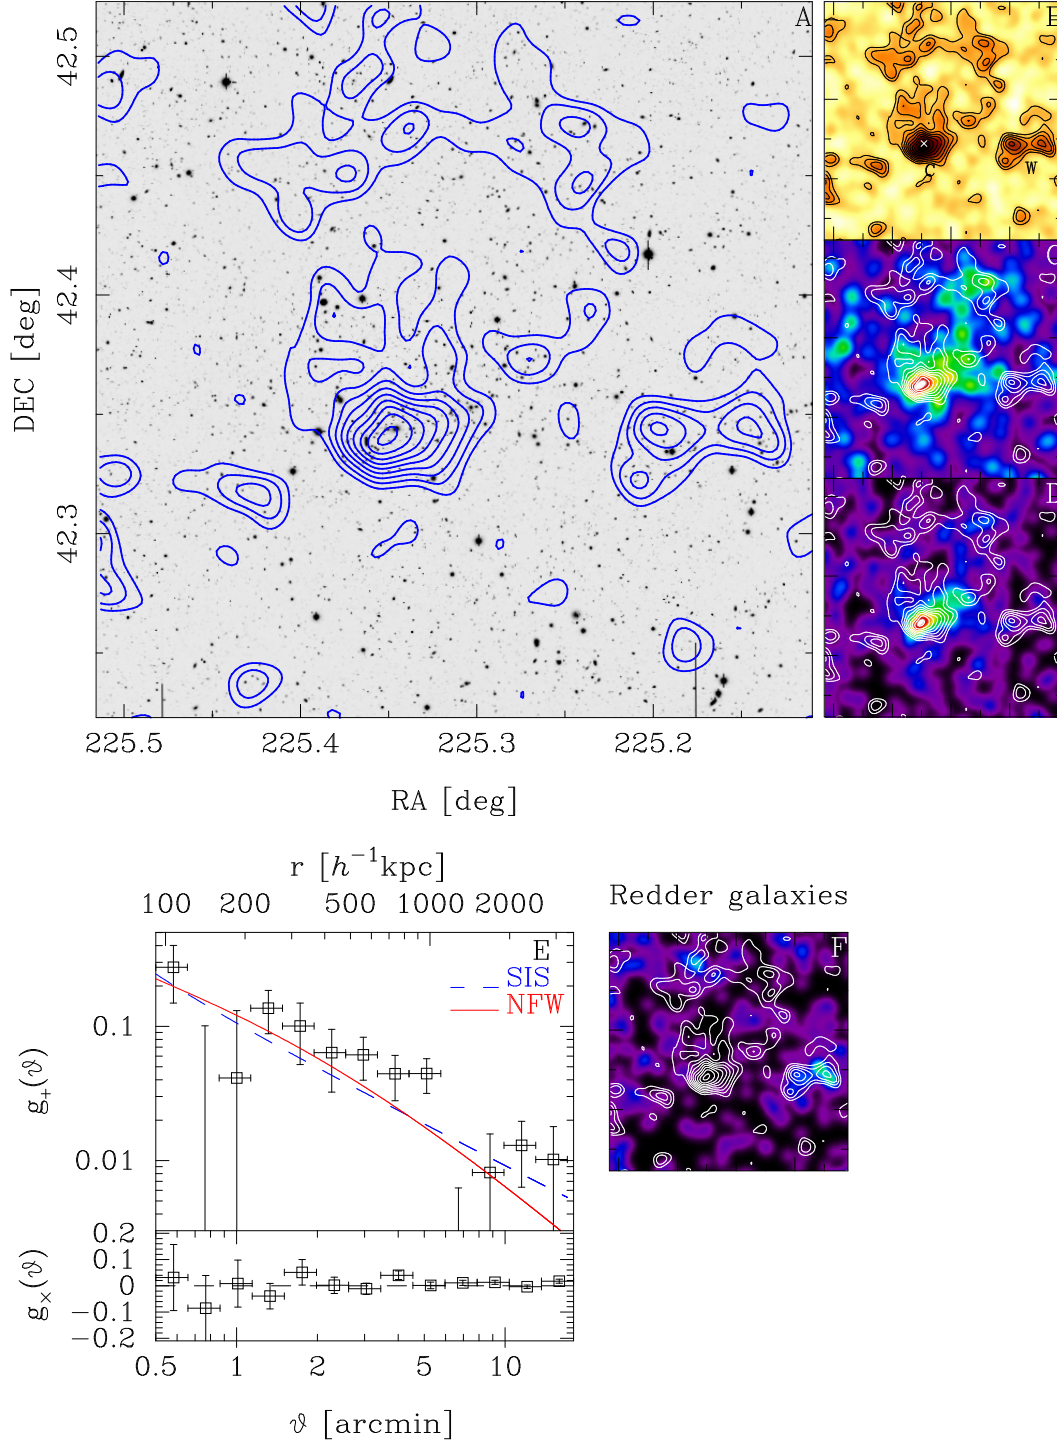 A
42.5
42.4
42.3
DEC [deg]
225.5 225.4 225.3 225.2
RA [deg]
B
C
W
C
D
r [h⁻¹kpc]
100 200 500 1000 2000
E
SIS
NFW
0.1
0.01
g₊(ϑ)
0.2
0.1
0
−0.1
−0.2
gₓ(ϑ)
0.5 1 2 5 10
ϑ [arcmin]
Redder galaxies
F